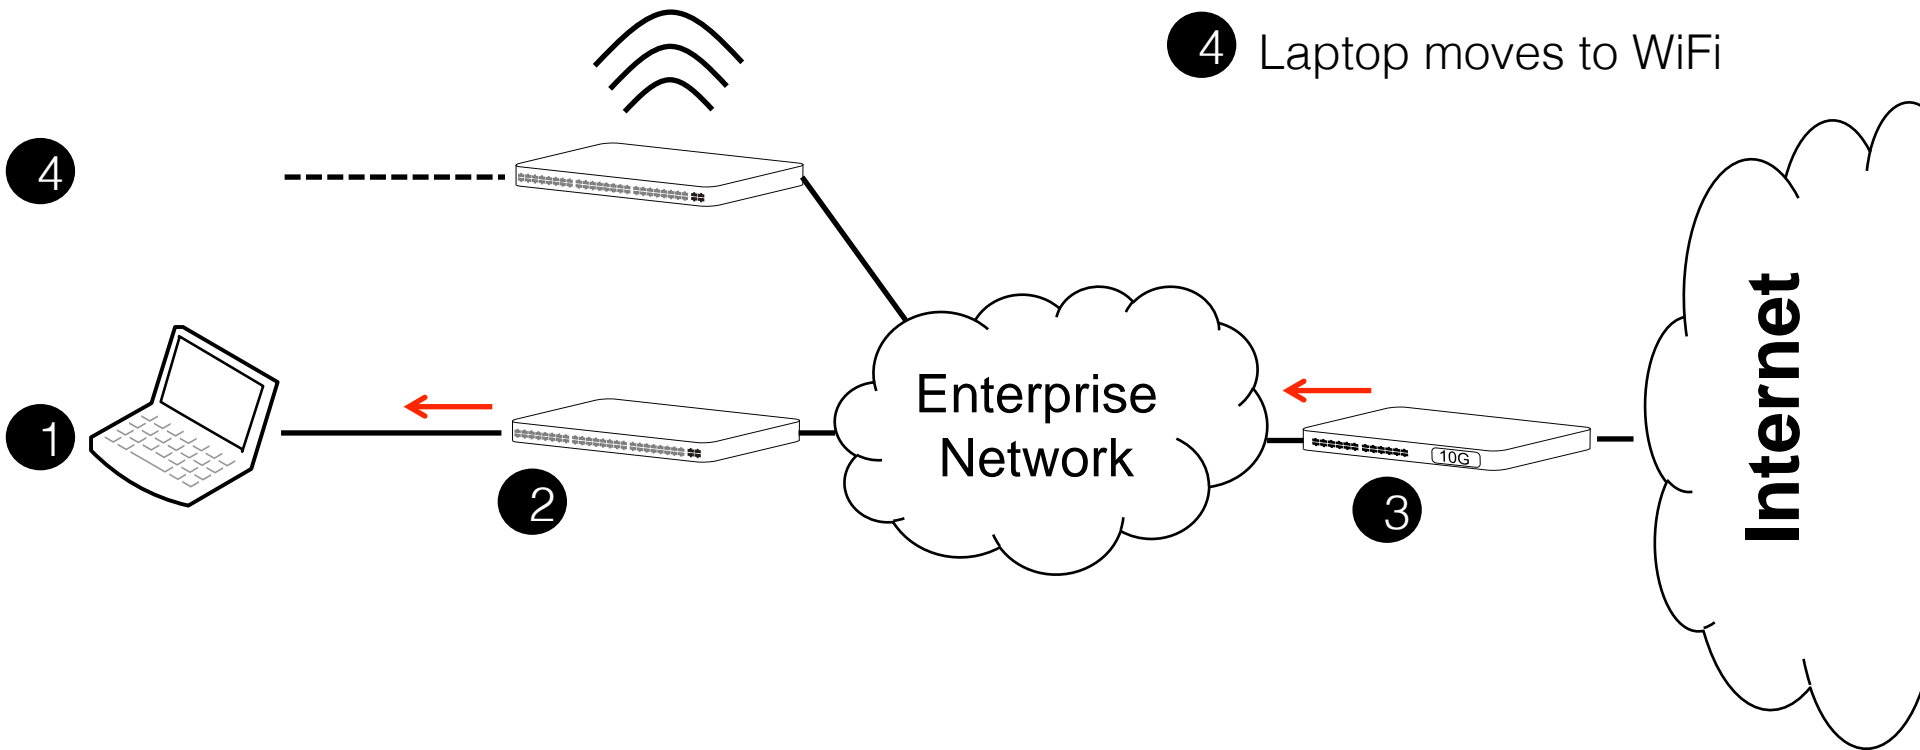 4 Laptop moves to WiFi
4
Enterprise
Network
Internet
1
2
10G
3